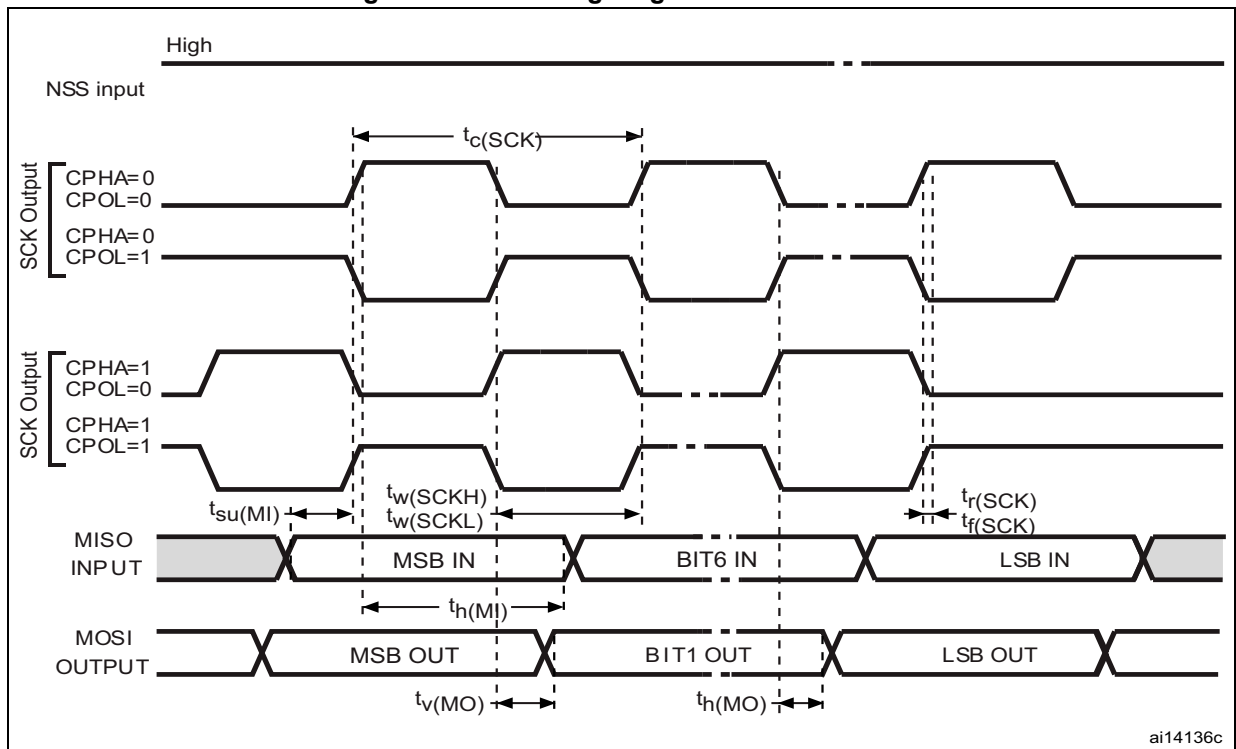 High
NSS input
tc(SCK)
SCK Output
CPHA=0
CPOL=0
CPHA=0
CPOL=1
SCK Output
CPHA=1
CPOL=0
CPHA=1
CPOL=1
tsu(MI)
tw(SCKH)
tw(SCKL)
tr(SCK)
tf(SCK)
MISO
INPUT
MSB IN
BIT6 IN
LSB IN
th(MI)
MOSI
OUTPUT
MSB OUT
BIT1 OUT
LSB OUT
tv(MO)
th(MO)
ai14136c